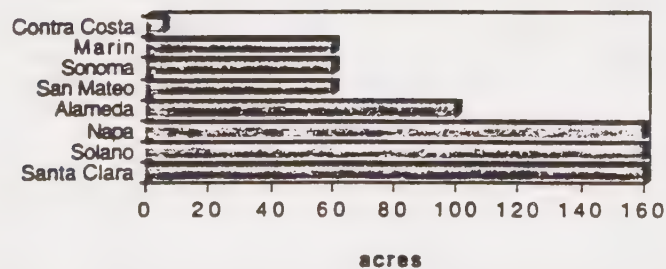 Contra Costa
Marin
Sonoma
San Mateo
Alameda
Napa
Solano
Santa Clara
0 20 40 60 80 100 120 140 160
acres